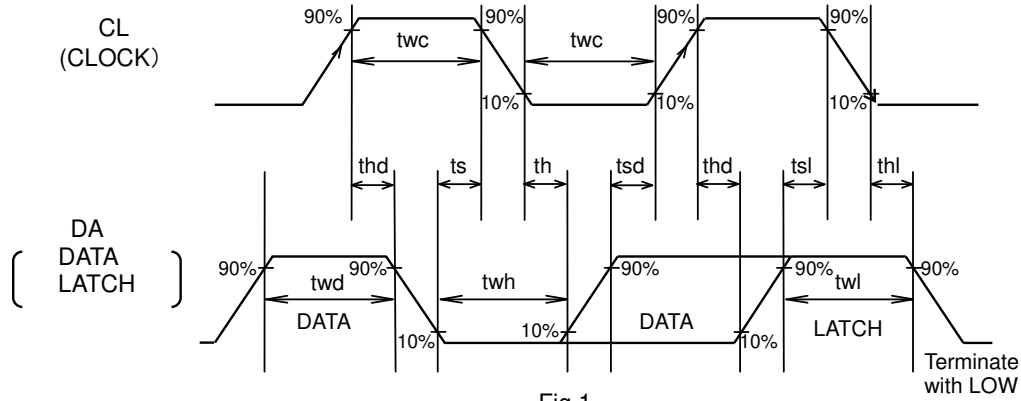 CL
(CLOCK)
90% 90% 90% 90%
twc twc
10% 10% 10%
thd ts th tsd thd tsl thl
DA
DATA
LATCH
90% 90% 90% 90% 90%
twd twh twl
DATA DATA LATCH
10% 10% 10%
Terminate
with LOW